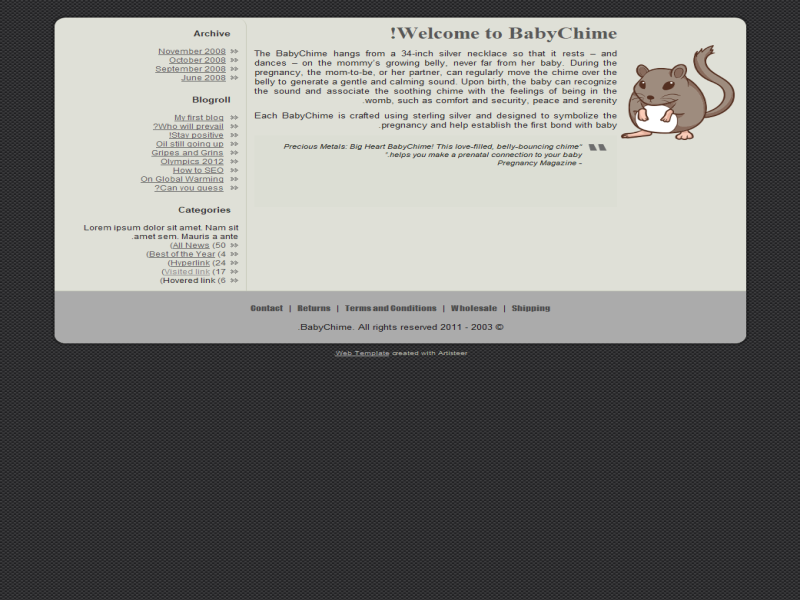 !Welcome to BabyChime
The BabyChime hangs from a 34-inch silver necklace so that it rests – and
dances – on the mommy's growing belly, never far from her baby. During the
pregnancy, the mom-to-be, or her partner, can regularly move the chime over the
belly to generate a gentle and calming sound. Upon birth, the baby can recognize
the sound and associate the soothing chime with the feelings of being in the
.womb, such as comfort and security, peace and serenity
Each BabyChime is crafted using sterling silver and designed to symbolize the
.pregnancy and help establish the first bond with baby
Precious Metals: Big Heart BabyChime! This love-filled, belly-bouncing chime"
".helps you make a prenatal connection to your baby
Pregnancy Magazine -
Archive
November 2008
October 2008
September 2008
June 2008
Blogroll
My first blog
?Who will prevail
!Stay positive
Oil still going up
Gripes and Grins
Olympics 2012
How to SEO
On Global Warming
?Can you guess
Categories
Lorem ipsum dolor sit amet. Nam sit
.amet sem. Mauris a ante
(All News (50
(Best of the Year (4
(Hyperlink (24
(Visited link (17
(Hovered link (6
Contact | Returns | Terms and Conditions | Wholesale | Shipping
.BabyChime. All rights reserved 2011 - 2003 ©
.Web Template created with Artisteer